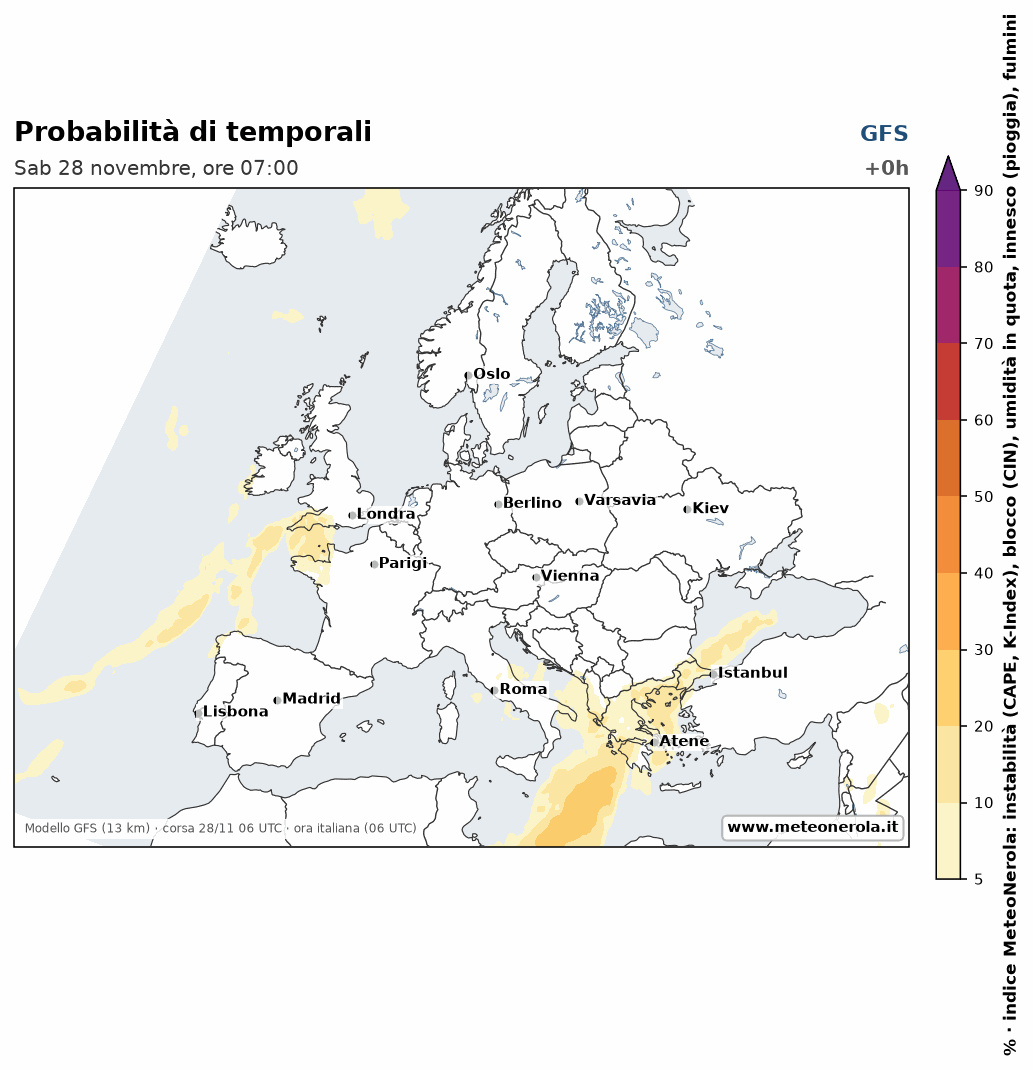 Probabilità di temporali
GFS
Sab 28 novembre, ore 07:00
+0h
Oslo
Londra
Berlino
Varsavia
Kiev
Parigi
Vienna
Istanbul
Roma
Madrid
Lisbona
Atene
Modello GFS (13 km) · corsa 28/11 06 UTC · ora italiana (06 UTC)
www.meteonerola.it
90
80
70
60
50
40
30
20
10
5
% · indice MeteoNerola: instabilità (CAPE, K-Index), blocco (CIN), umidità in quota, innesco (pioggia), fulmini